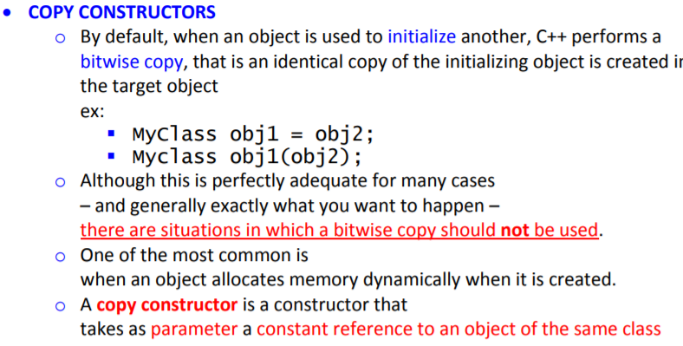 • COPY CONSTRUCTORS
o By default, when an object is used to initialize another, C++ performs a
bitwise copy, that is an identical copy of the initializing object is created in
the target object
ex:
▪ MyClass obj1 = obj2;
▪ Myclass obj1(obj2);
o Although this is perfectly adequate for many cases
– and generally exactly what you want to happen –
there are situations in which a bitwise copy should not be used.
o One of the most common is
when an object allocates memory dynamically when it is created.
o A copy constructor is a constructor that
takes as parameter a constant reference to an object of the same class